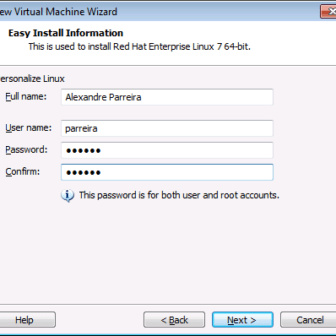 ew Virtual Machine Wizard
Easy Install Information
This is used to install Red Hat Enterprise Linux 7 64-bit.
ersonalize Linux
Full name: Alexandre Parreira
User name: parreira
Password: ●●●●●●
Confirm: ●●●●●●
This password is for both user and root accounts.
Help < Back Next > Cancel